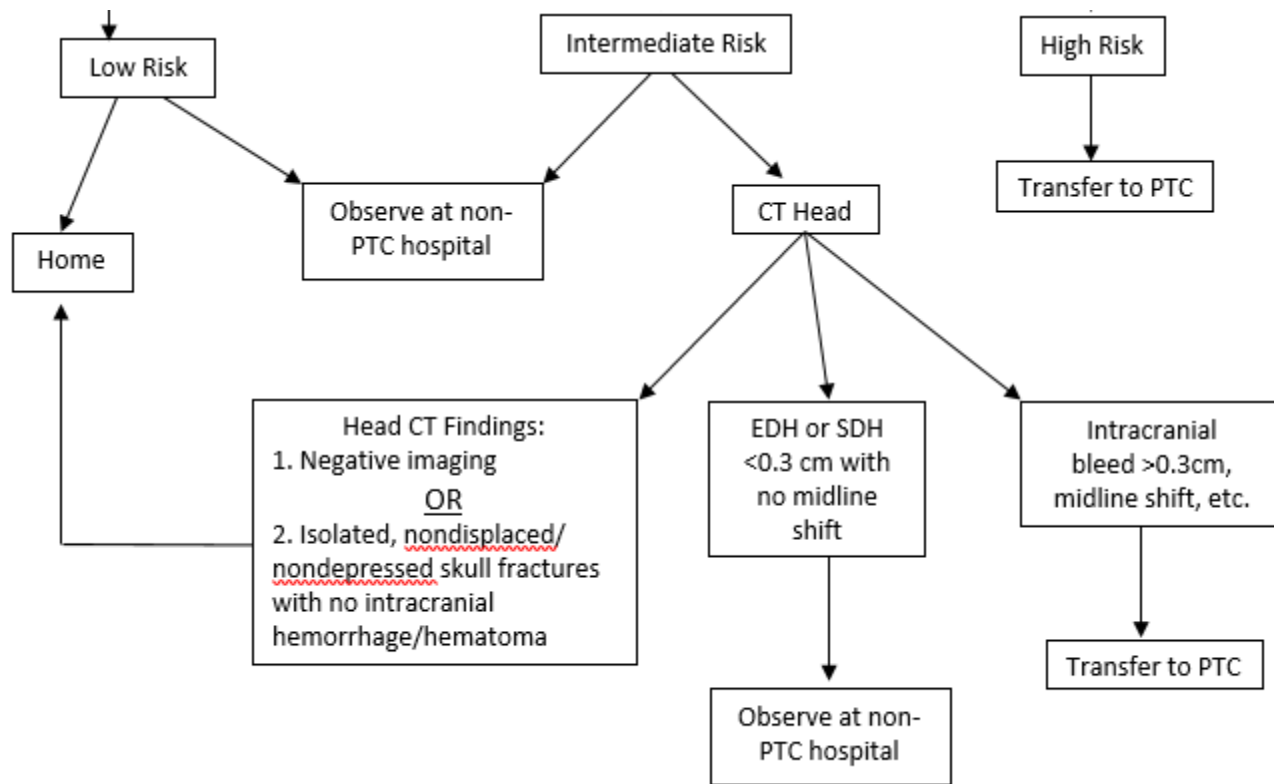 Low Risk
Intermediate Risk
High Risk
Home
Observe at non-
PTC hospital
CT Head
Transfer to PTC
Head CT Findings:
1. Negative imaging
OR
2. Isolated, nondisplaced/
nondepressed skull fractures
with no intracranial
hemorrhage/hematoma
EDH or SDH
<0.3 cm with
no midline
shift
Intracranial
bleed >0.3cm,
midline shift, etc.
Observe at non-
PTC hospital
Transfer to PTC